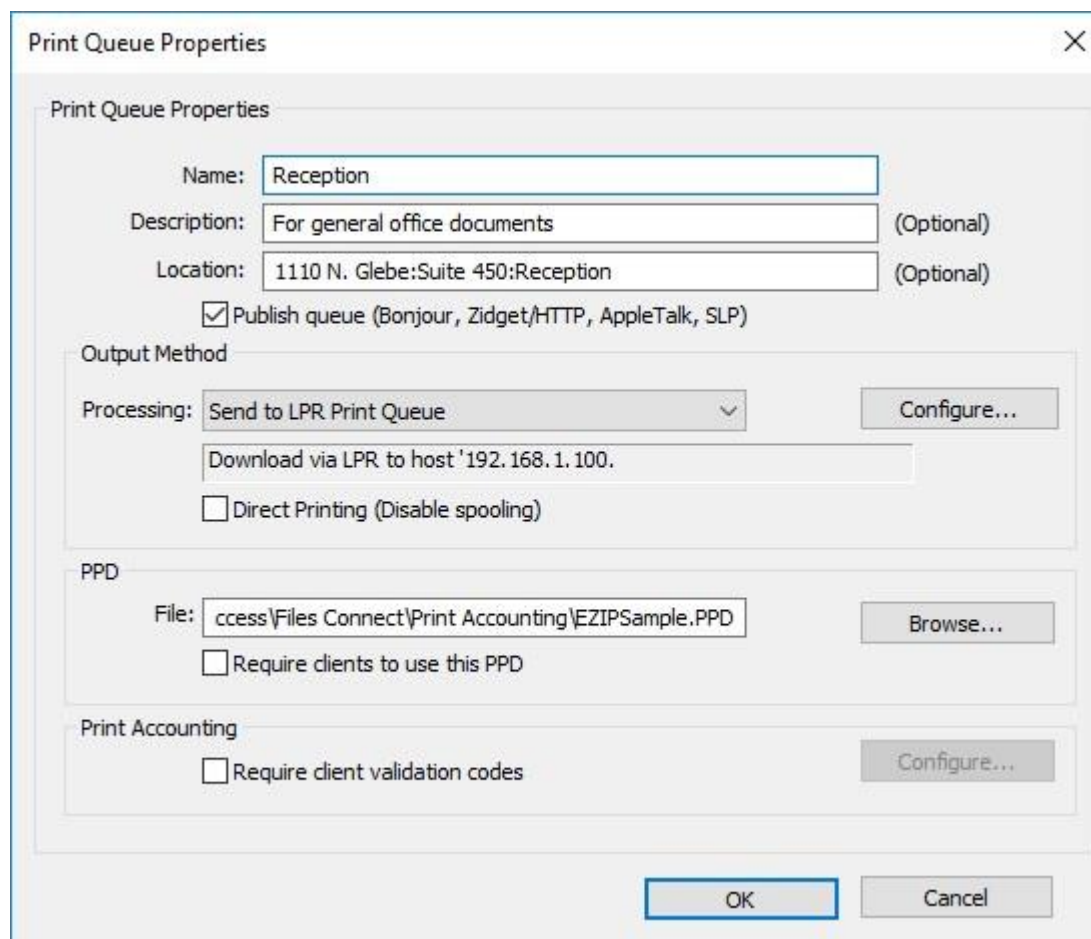 Print Queue Properties
Print Queue Properties
Name: Reception
Description: For general office documents (Optional)
Location: 1110 N. Glebe:Suite 450:Reception (Optional)
Publish queue (Bonjour, Zidget/HTTP, AppleTalk, SLP)
Output Method
Processing: Send to LPR Print Queue Configure...
Download via LPR to host '192.168.1.100.
Direct Printing (Disable spooling)
PPD
File: ccess\Files Connect\Print Accounting\EZIPSample.PPD Browse...
Require clients to use this PPD
Print Accounting
Require client validation codes Configure...
OK Cancel